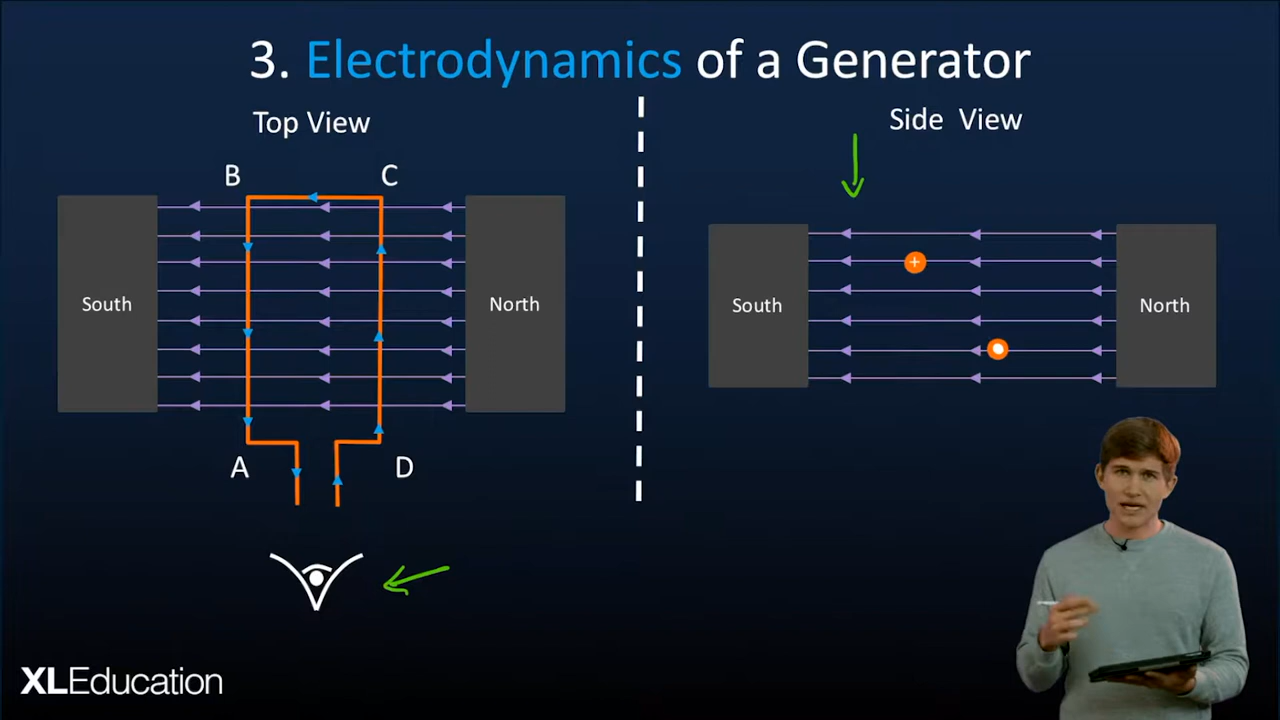 3. Electrodynamics of a Generator
Top View
Side View
B
C
South
North
A
D
South
+
North
XLEducation